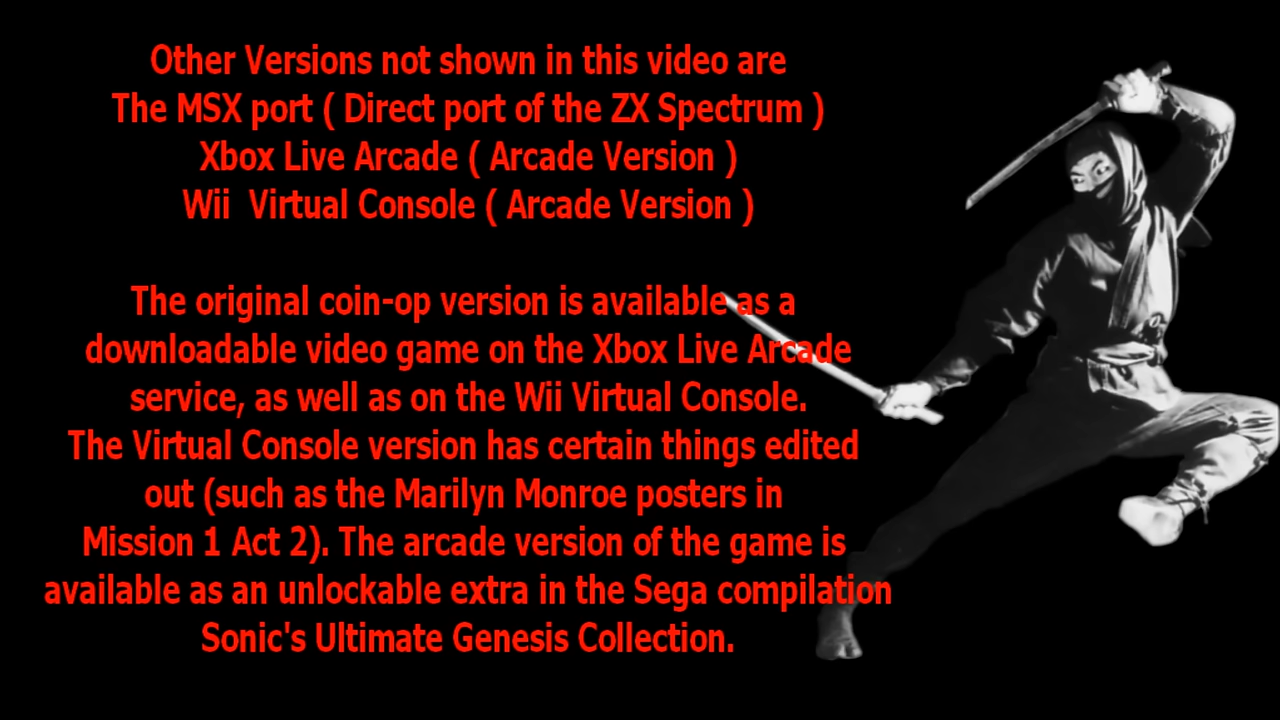 Other Versions not shown in this video are
The MSX port ( Direct port of the ZX Spectrum )
Xbox Live Arcade ( Arcade Version )
Wii  Virtual Console ( Arcade Version )
The original coin-op version is available as a
downloadable video game on the Xbox Live Arcade
service, as well as on the Wii Virtual Console.
The Virtual Console version has certain things edited
out (such as the Marilyn Monroe posters in
Mission 1 Act 2). The arcade version of the game is
available as an unlockable extra in the Sega compilation
Sonic's Ultimate Genesis Collection.